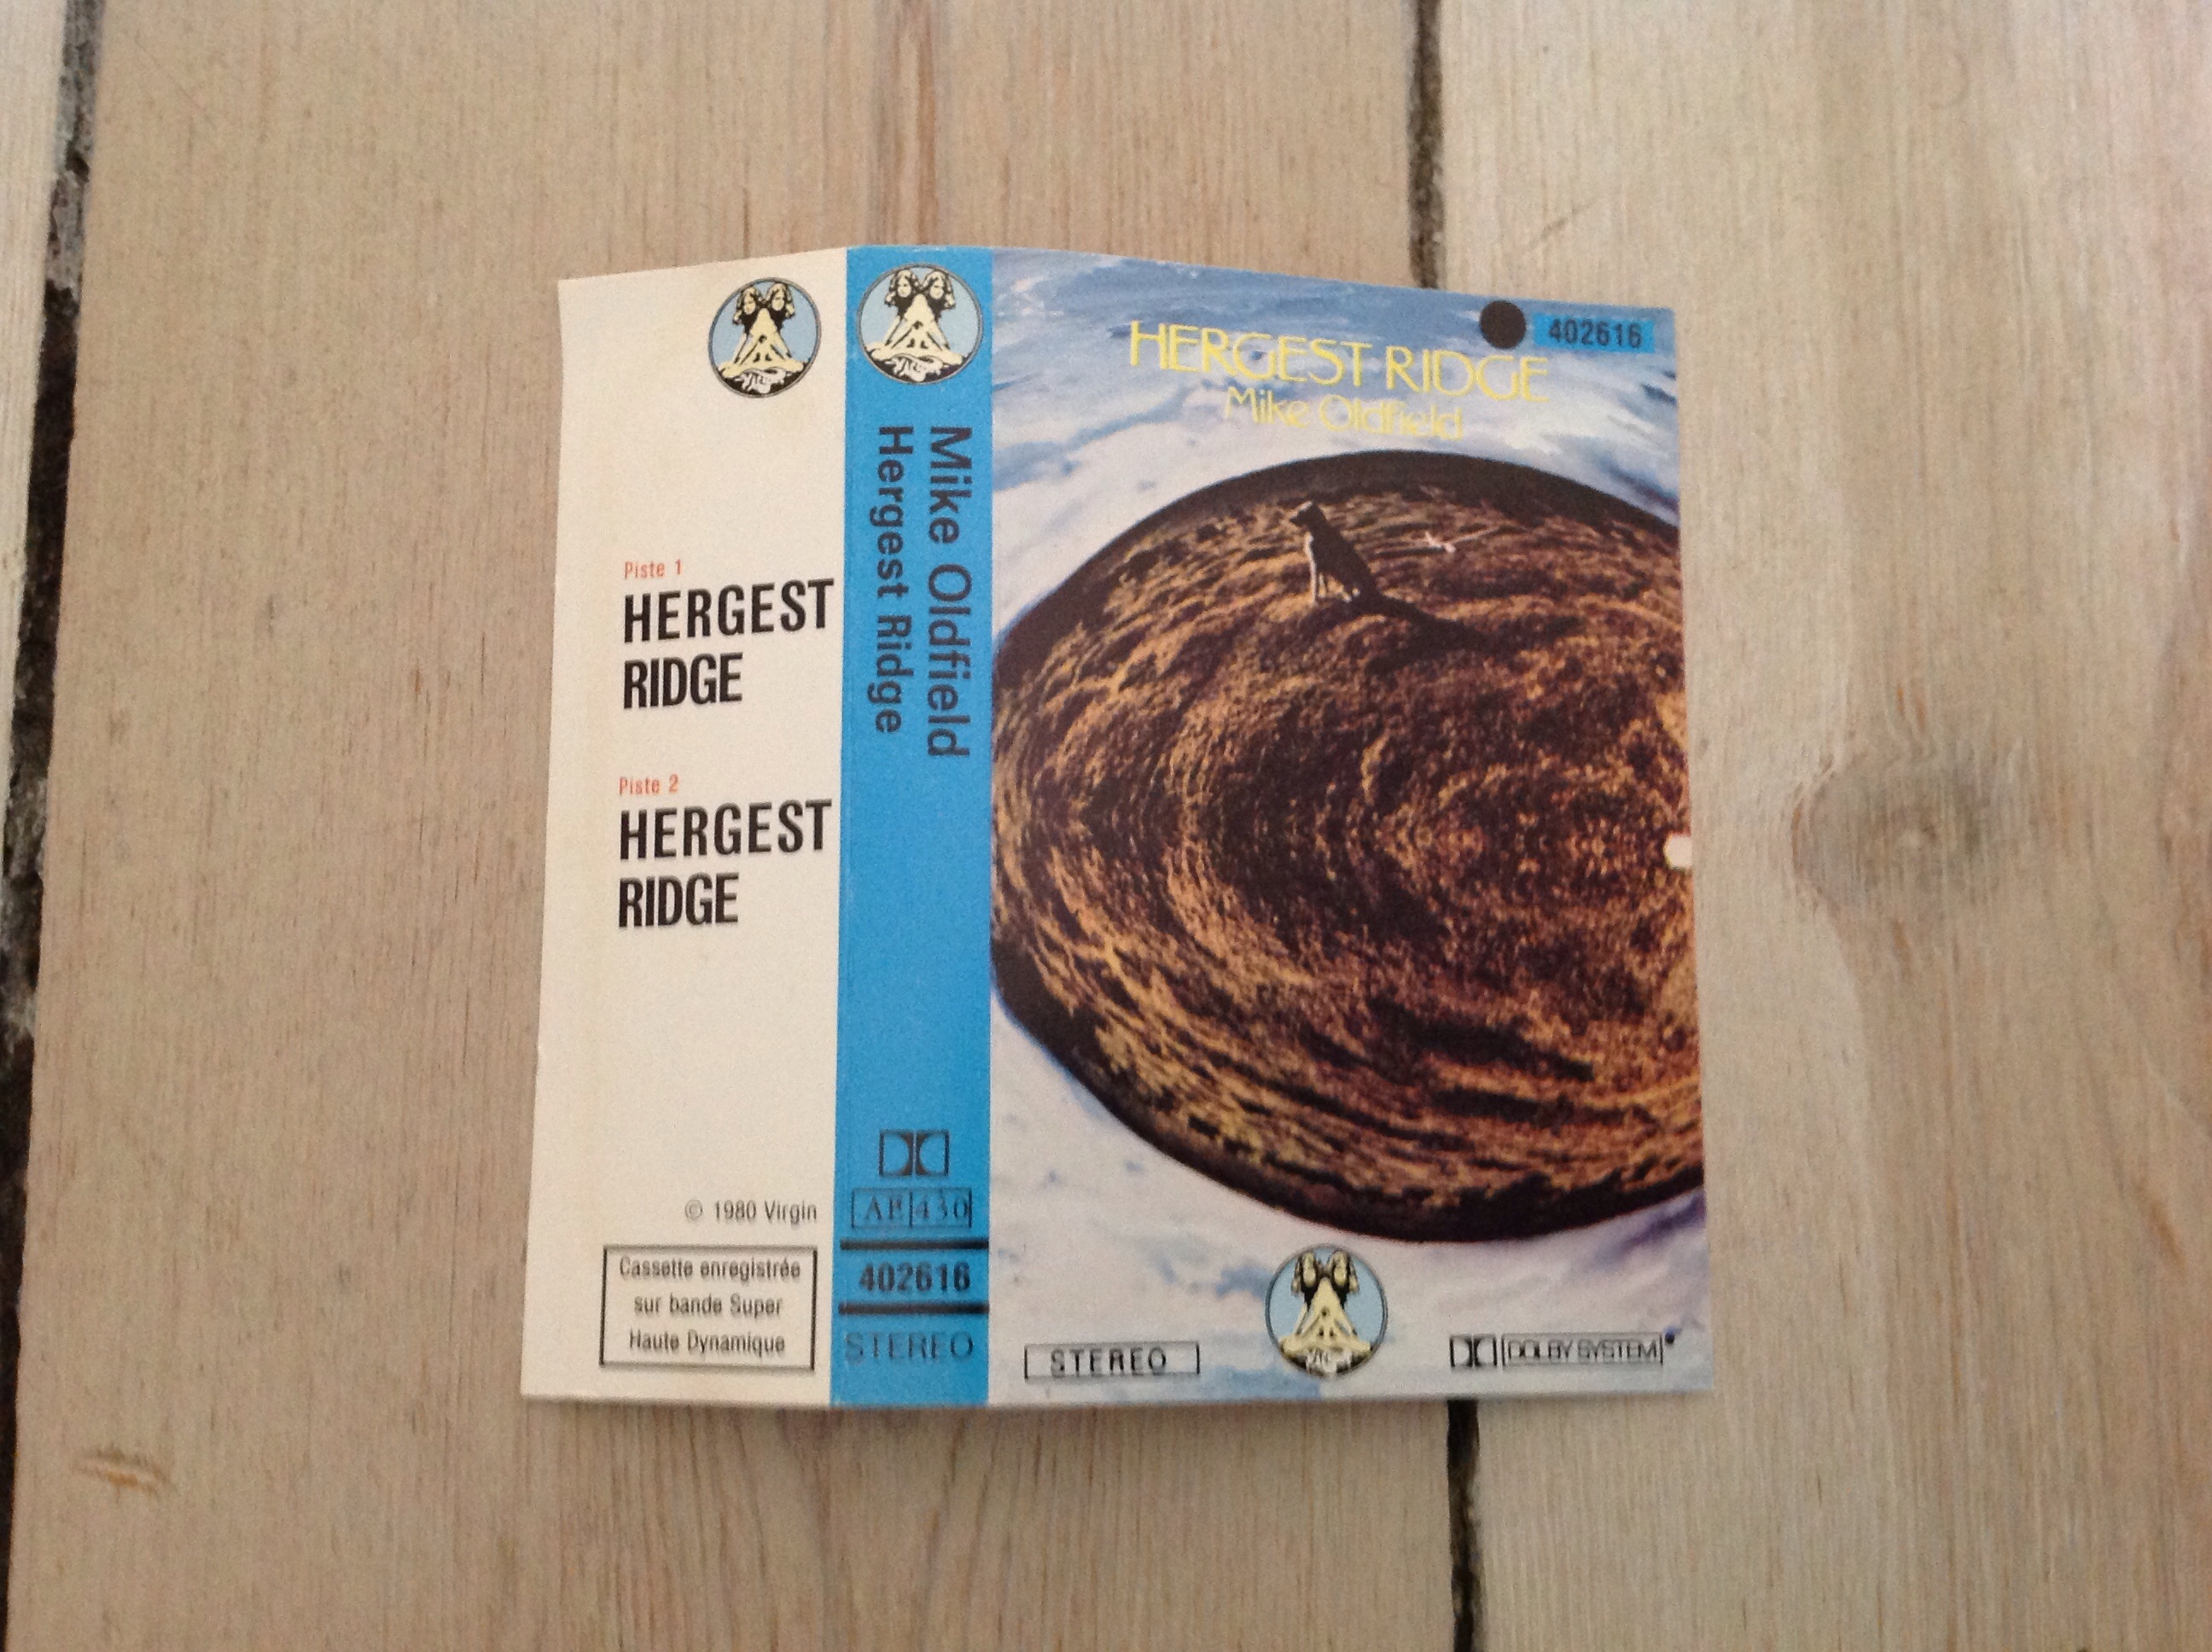 Piste 1
HERGEST
RIDGE
Piste 2
HERGEST
RIDGE
© 1980 Virgin
Cassette enregistrée
sur bande Super
Haute Dynamique
Mike Oldfield
Hergest Ridge
430
402616
STEREO
402616
HERGEST RIDGE
Mike Oldfield
STEREO
DOLBY SYSTEM